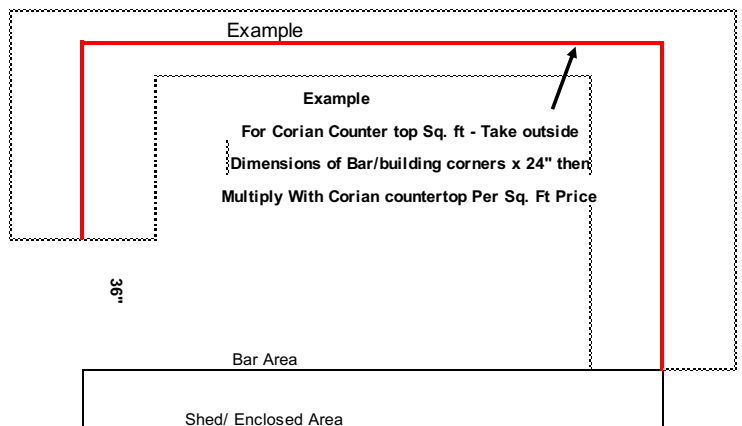 Example
Example
For Corian Counter top Sq. ft - Take outside
Dimensions of Bar/building corners x 24" then
Multiply With Corian countertop Per Sq. Ft Price
36"
Bar Area
Shed/ Enclosed Area